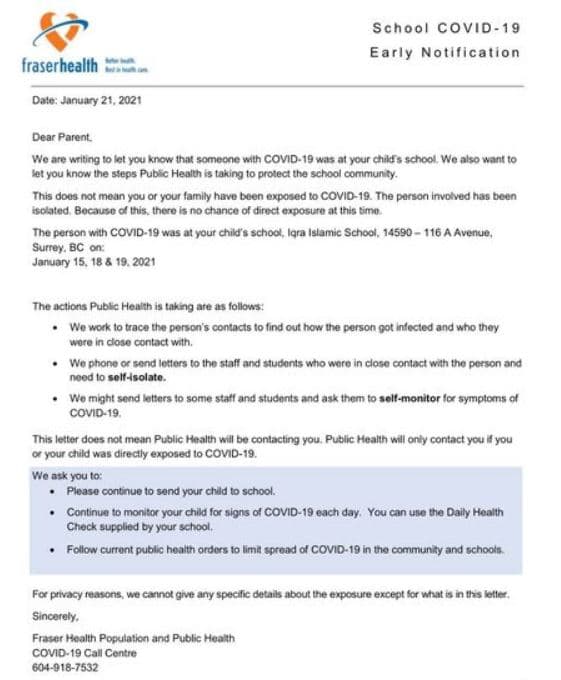 School COVID-19
Early Notification
fraserhealth
Better health.
Best in health care.
Date: January 21, 2021
Dear Parent,
We are writing to let you know that someone with COVID-19 was at your child's school. We also want to
let you know the steps Public Health is taking to protect the school community.
This does not mean you or your family have been exposed to COVID-19. The person involved has been
isolated. Because of this, there is no chance of direct exposure at this time.
The person with COVID-19 was at your child's school, Iqra Islamic School, 14590 – 116 A Avenue,
Surrey, BC on:
January 15, 18 & 19, 2021
The actions Public Health is taking are as follows:
• We work to trace the person's contacts to find out how the person got infected and who they
were in close contact with.
• We phone or send letters to the staff and students who were in close contact with the person and
need to self-isolate.
• We might send letters to some staff and students and ask them to self-monitor for symptoms of
COVID-19.
This letter does not mean Public Health will be contacting you. Public Health will only contact you if you
or your child was directly exposed to COVID-19.
We ask you to:
• Please continue to send your child to school.
• Continue to monitor your child for signs of COVID-19 each day. You can use the Daily Health
Check supplied by your school.
• Follow current public health orders to limit spread of COVID-19 in the community and schools.
For privacy reasons, we cannot give any specific details about the exposure except for what is in this letter.
Sincerely,
Fraser Health Population and Public Health
COVID-19 Call Centre
604-918-7532